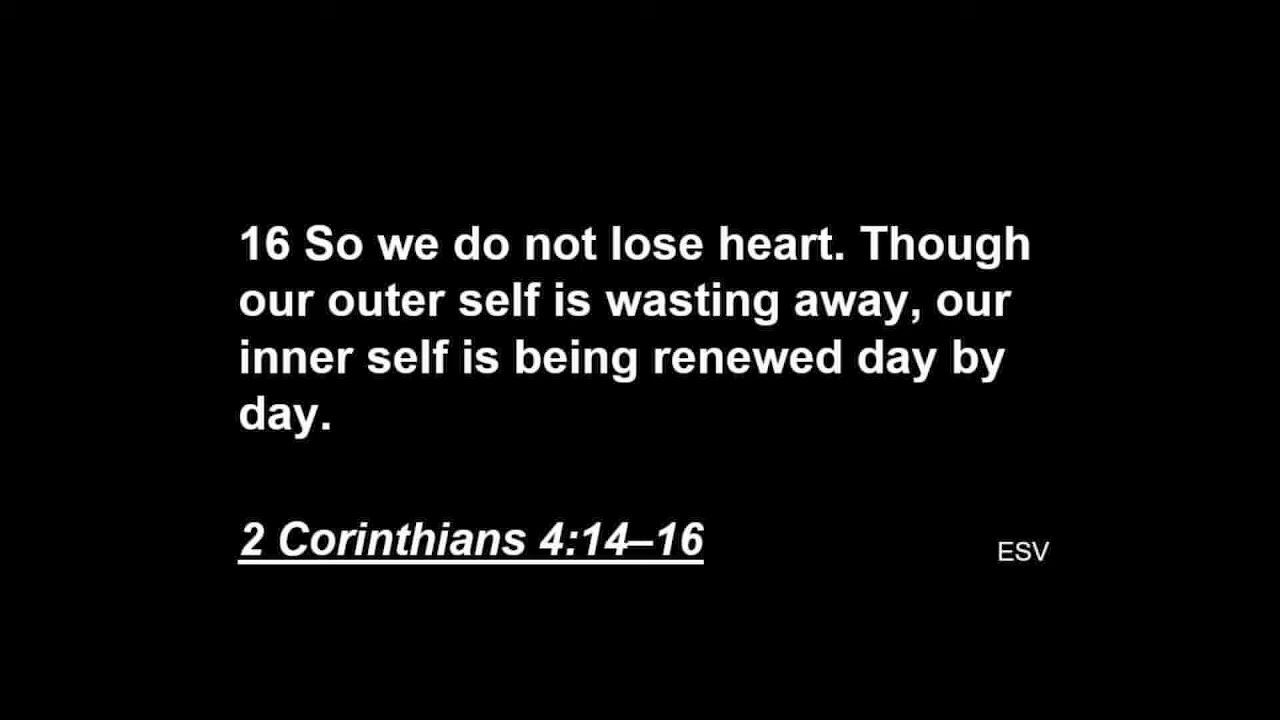 16 So we do not lose heart. Though
our outer self is wasting away, our
inner self is being renewed day by
day.
2 Corinthians 4:14–16
ESV